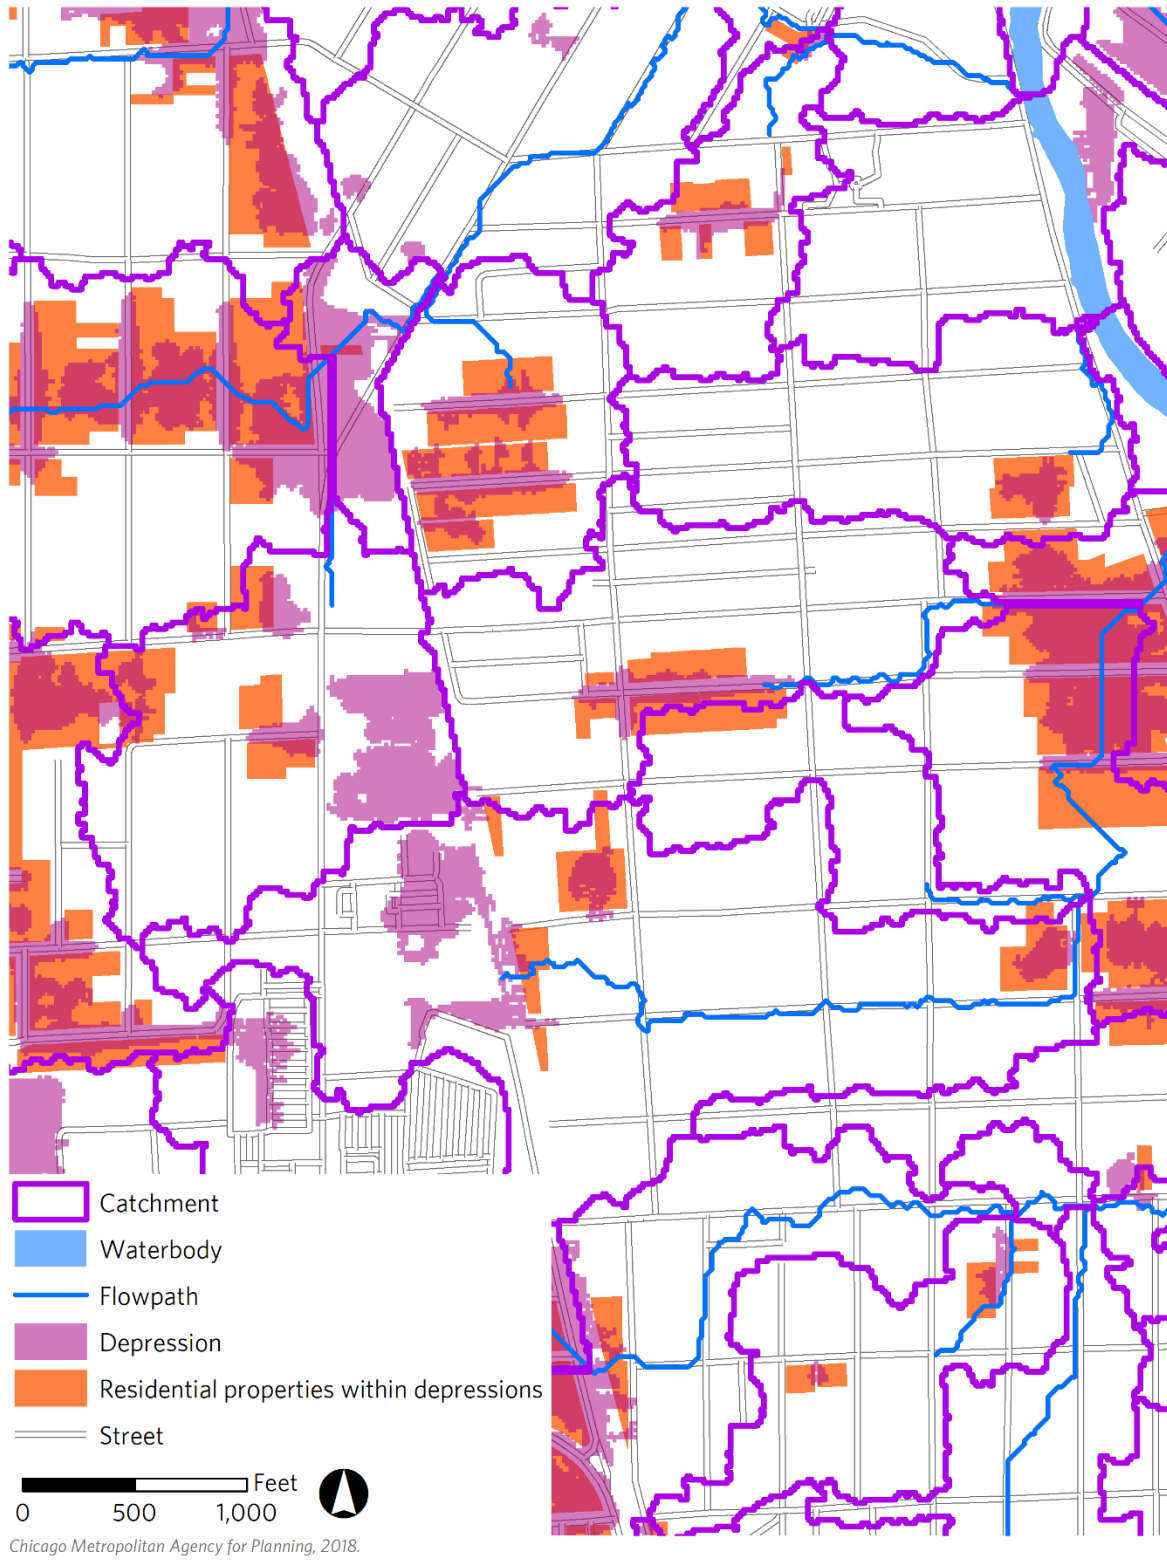 Catchment
Waterbody
Flowpath
Depression
Residential properties within depressions
Street
Feet
0 500 1,000
Chicago Metropolitan Agency for Planning, 2018.